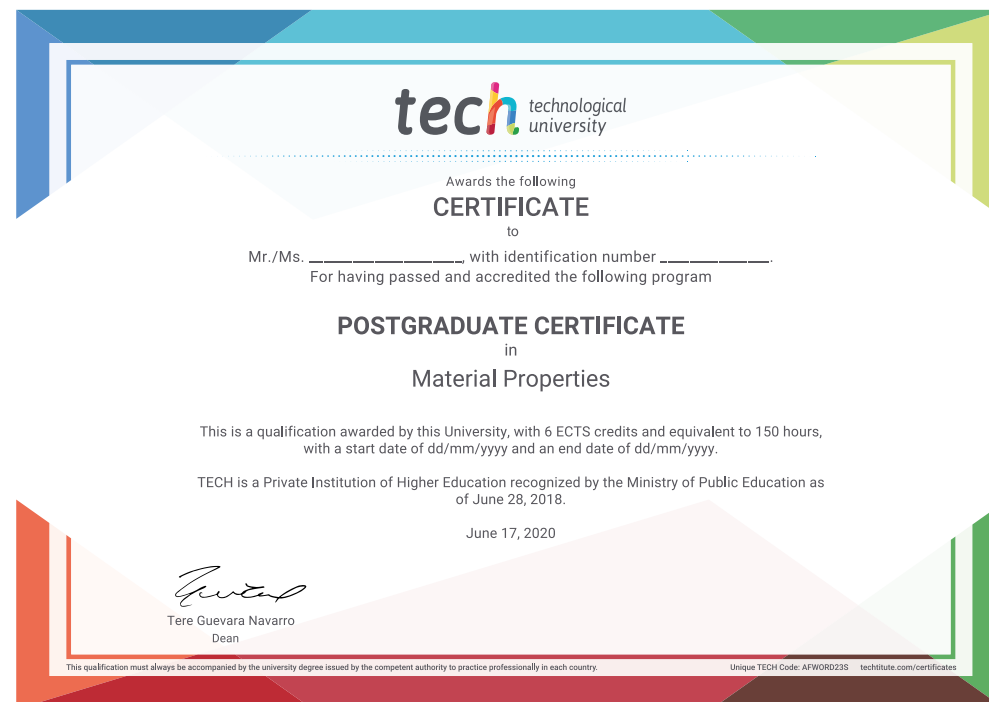 tech technological
university
Awards the following
CERTIFICATE
to
Mr./Ms. ____________________, with identification number ______________.
For having passed and accredited the following program
POSTGRADUATE CERTIFICATE
in
Material Properties
This is a qualification awarded by this University, with 6 ECTS credits and equivalent to 150 hours,
with a start date of dd/mm/yyyy and an end date of dd/mm/yyyy.
TECH is a Private Institution of Higher Education recognized by the Ministry of Public Education as
of June 28, 2018.
June 17, 2020
Tere Guevara Navarro
Dean
This qualification must always be accompanied by the university degree issued by the competent authority to practice professionally in each country.
Unique TECH Code: AFWORD23S techtitute.com/certificates